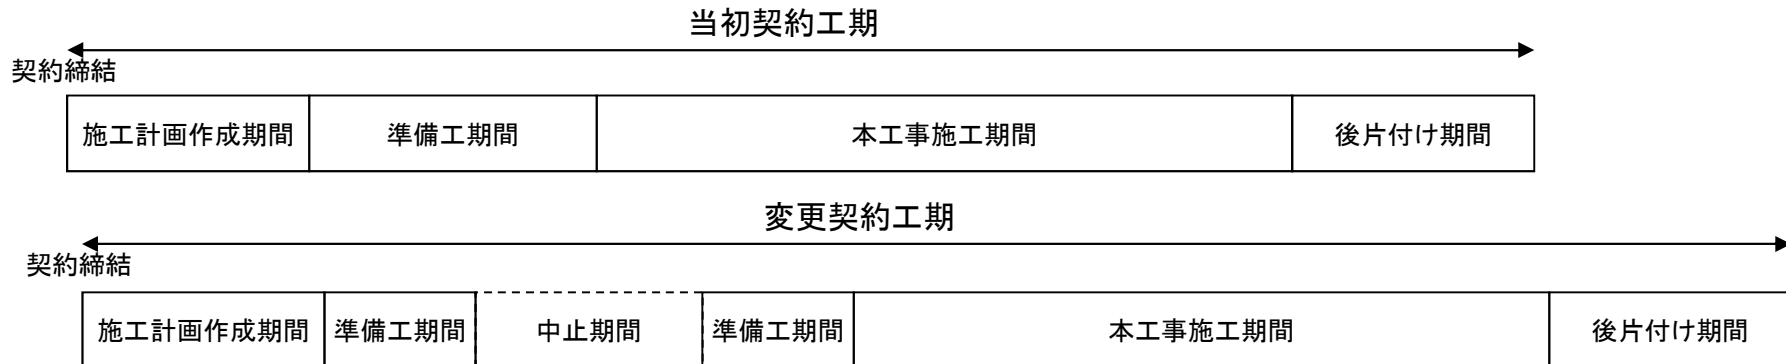 当初契約工期
契約締結
施工計画作成期間 準備工期間 本工事施工期間 後片付け期間
変更契約工期
契約締結
施工計画作成期間 準備工期間 中止期間 準備工期間 本工事施工期間 後片付け期間